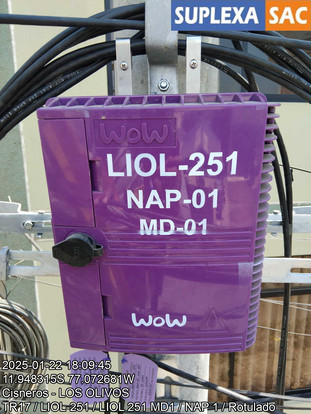 SUPLEXA SAC
WOW
LIOL-251
NAP-01
MD-01
WOW
2025-01-22 18:09:45
11.948315S 77.072681W
Cisneros - LOS OLIVOS
TR17 / LIOL-251 / LIOL 251 MD1 / NAP-1 / Rotulado